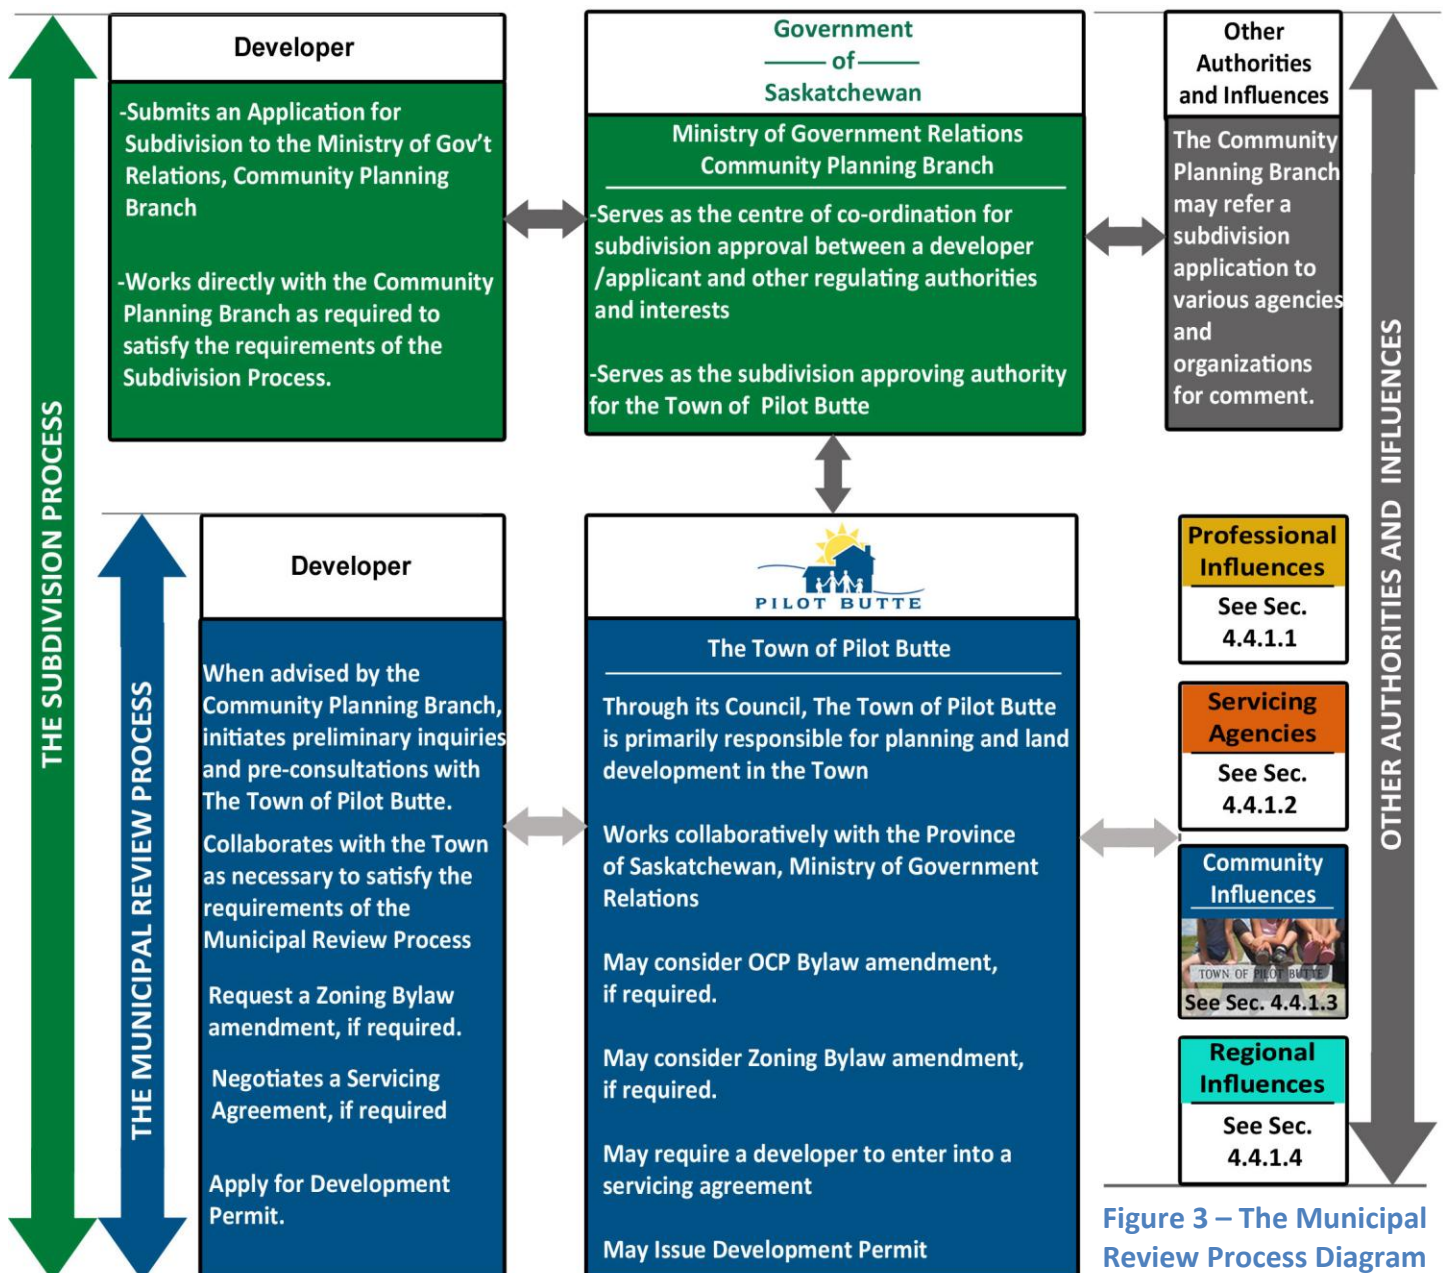 THE SUBDIVISION PROCESS
Developer
-Submits an Application for
Subdivision to the Ministry of Gov't
Relations, Community Planning
Branch
-Works directly with the Community
Planning Branch as required to
satisfy the requirements of the
Subdivision Process.
Government
of
Saskatchewan
Ministry of Government Relations
Community Planning Branch
-Serves as the centre of co-ordination for
subdivision approval between a developer
/applicant and other regulating authorities
and interests
-Serves as the subdivision approving authority
for the Town of Pilot Butte
Other
Authorities
and Influences
The Community
Planning Branch
may refer a
subdivision
application to
various agencies
and
organizations
for comment.
OTHER AUTHORITIES AND INFLUENCES
THE MUNICIPAL REVIEW PROCESS
Developer
When advised by the
Community Planning Branch,
initiates preliminary inquiries
and pre-consultations with
The Town of Pilot Butte.
Collaborates with the Town
as necessary to satisfy the
requirements of the
Municipal Review Process
Request a Zoning Bylaw
amendment, if required.
Negotiates a Servicing
Agreement, if required
Apply for Development
Permit.
PILOT BUTTE
The Town of Pilot Butte
Through its Council, The Town of Pilot Butte
is primarily responsible for planning and land
development in the Town
Works collaboratively with the Province
of Saskatchewan, Ministry of Government
Relations
May consider OCP Bylaw amendment,
if required.
May consider Zoning Bylaw amendment,
if required.
May require a developer to enter into a
servicing agreement
May Issue Development Permit
Professional
Influences
See Sec.
4.4.1.1
Servicing
Agencies
See Sec.
4.4.1.2
Community
Influences
TOWN OF PILOT BUTTE
See Sec. 4.4.1.3
Regional
Influences
See Sec.
4.4.1.4
Figure 3 – The Municipal
Review Process Diagram